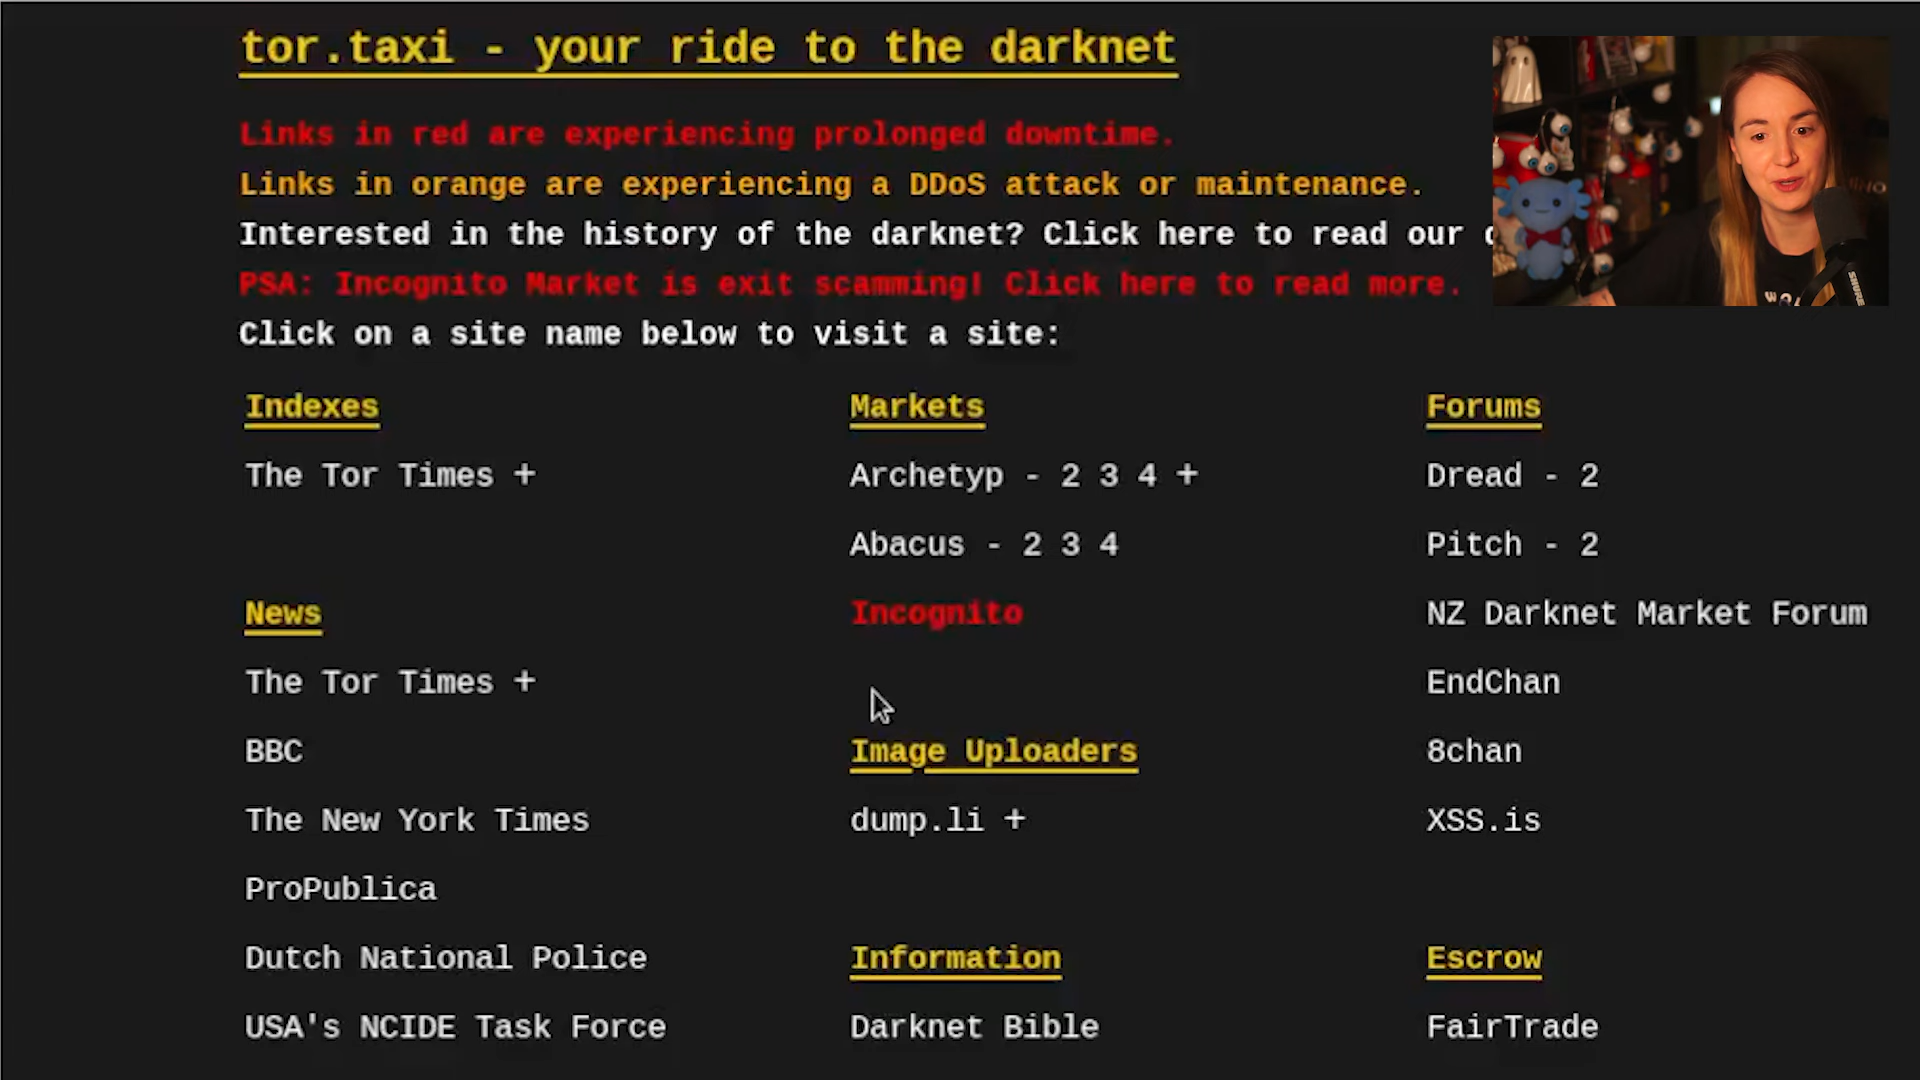 tor.taxi - your ride to the darknet
Links in red are experiencing prolonged downtime.
Links in orange are experiencing a DDoS attack or maintenance.
Interested in the history of the darknet? Click here to read our
PSA: Incognito Market is exit scamming! Click here to read more.
Click on a site name below to visit a site:
Indexes
The Tor Times +
News
The Tor Times +
BBC
The New York Times
ProPublica
Dutch National Police
USA's NCIDE Task Force
Markets
Archetyp - 2 3 4 +
Abacus - 2 3 4
Incognito
Image Uploaders
dump.li +
Information
Darknet Bible
Forums
Dread - 2
Pitch - 2
NZ Darknet Market Forum
EndChan
8chan
XSS.is
Escrow
FairTrade
SHURE